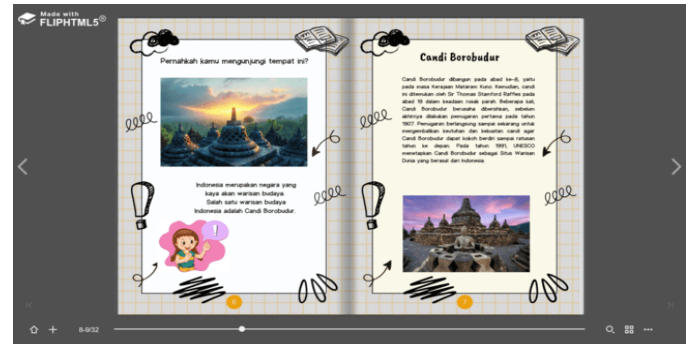 Made with
FLIPHTML5®
Pernahkah kamu mengunjungi tempat ini?
Indonesia merupakan negara yang
kaya akan warisan budaya.
Salah satu warisan budaya
Indonesia adalah Candi Borobudur.
!
6
Candi Borobudur
Candi Borobudur dibangun pada abad ke-8, yaitu
pada masa Kerajaan Mataram Kuno. Kemudian, candi
ini ditemukan oleh Sir Thomas Stamford Raffles pada
abad 18 dalam keadaan rusak parah. Beberapa kali,
Candi Borobudur berusaha dibersihkan, sebelum
akhirnya dilakukan pemugaran pertama pada tahun
1907. Pemugaran berlangsung sampai sekarang untuk
mengembalikan keutuhan dan kekuatan candi agar
Candi Borobudur dapat kokoh berdiri sampai ratusan
tahun ke depan. Pada tahun 1991, UNESCO
menetapkan Candi Borobudur sebagai Situs Warisan
Dunia yang berasal dari Indonesia.
7
8-9/32